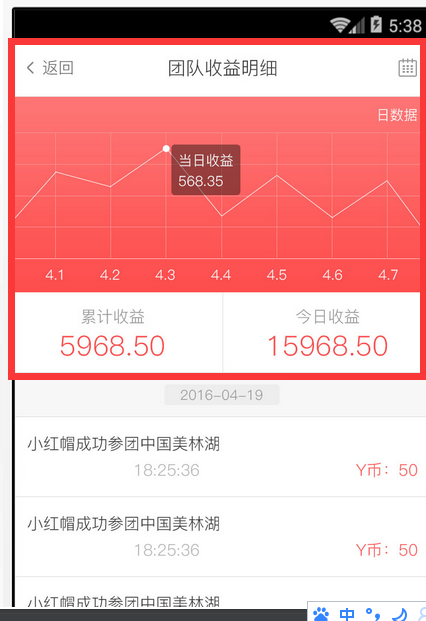 5:38
返回
团队收益明细
日数据
当日收益
568.35
4.1 4.2 4.3 4.4 4.5 4.6 4.7
累计收益 今日收益
5968.50 15968.50
2016-04-19
小红帽成功参团中国美林湖
18:25:36 Y币：50
小红帽成功参团中国美林湖
18:25:36 Y币：50
小红帽成功参团中国美林湖
中